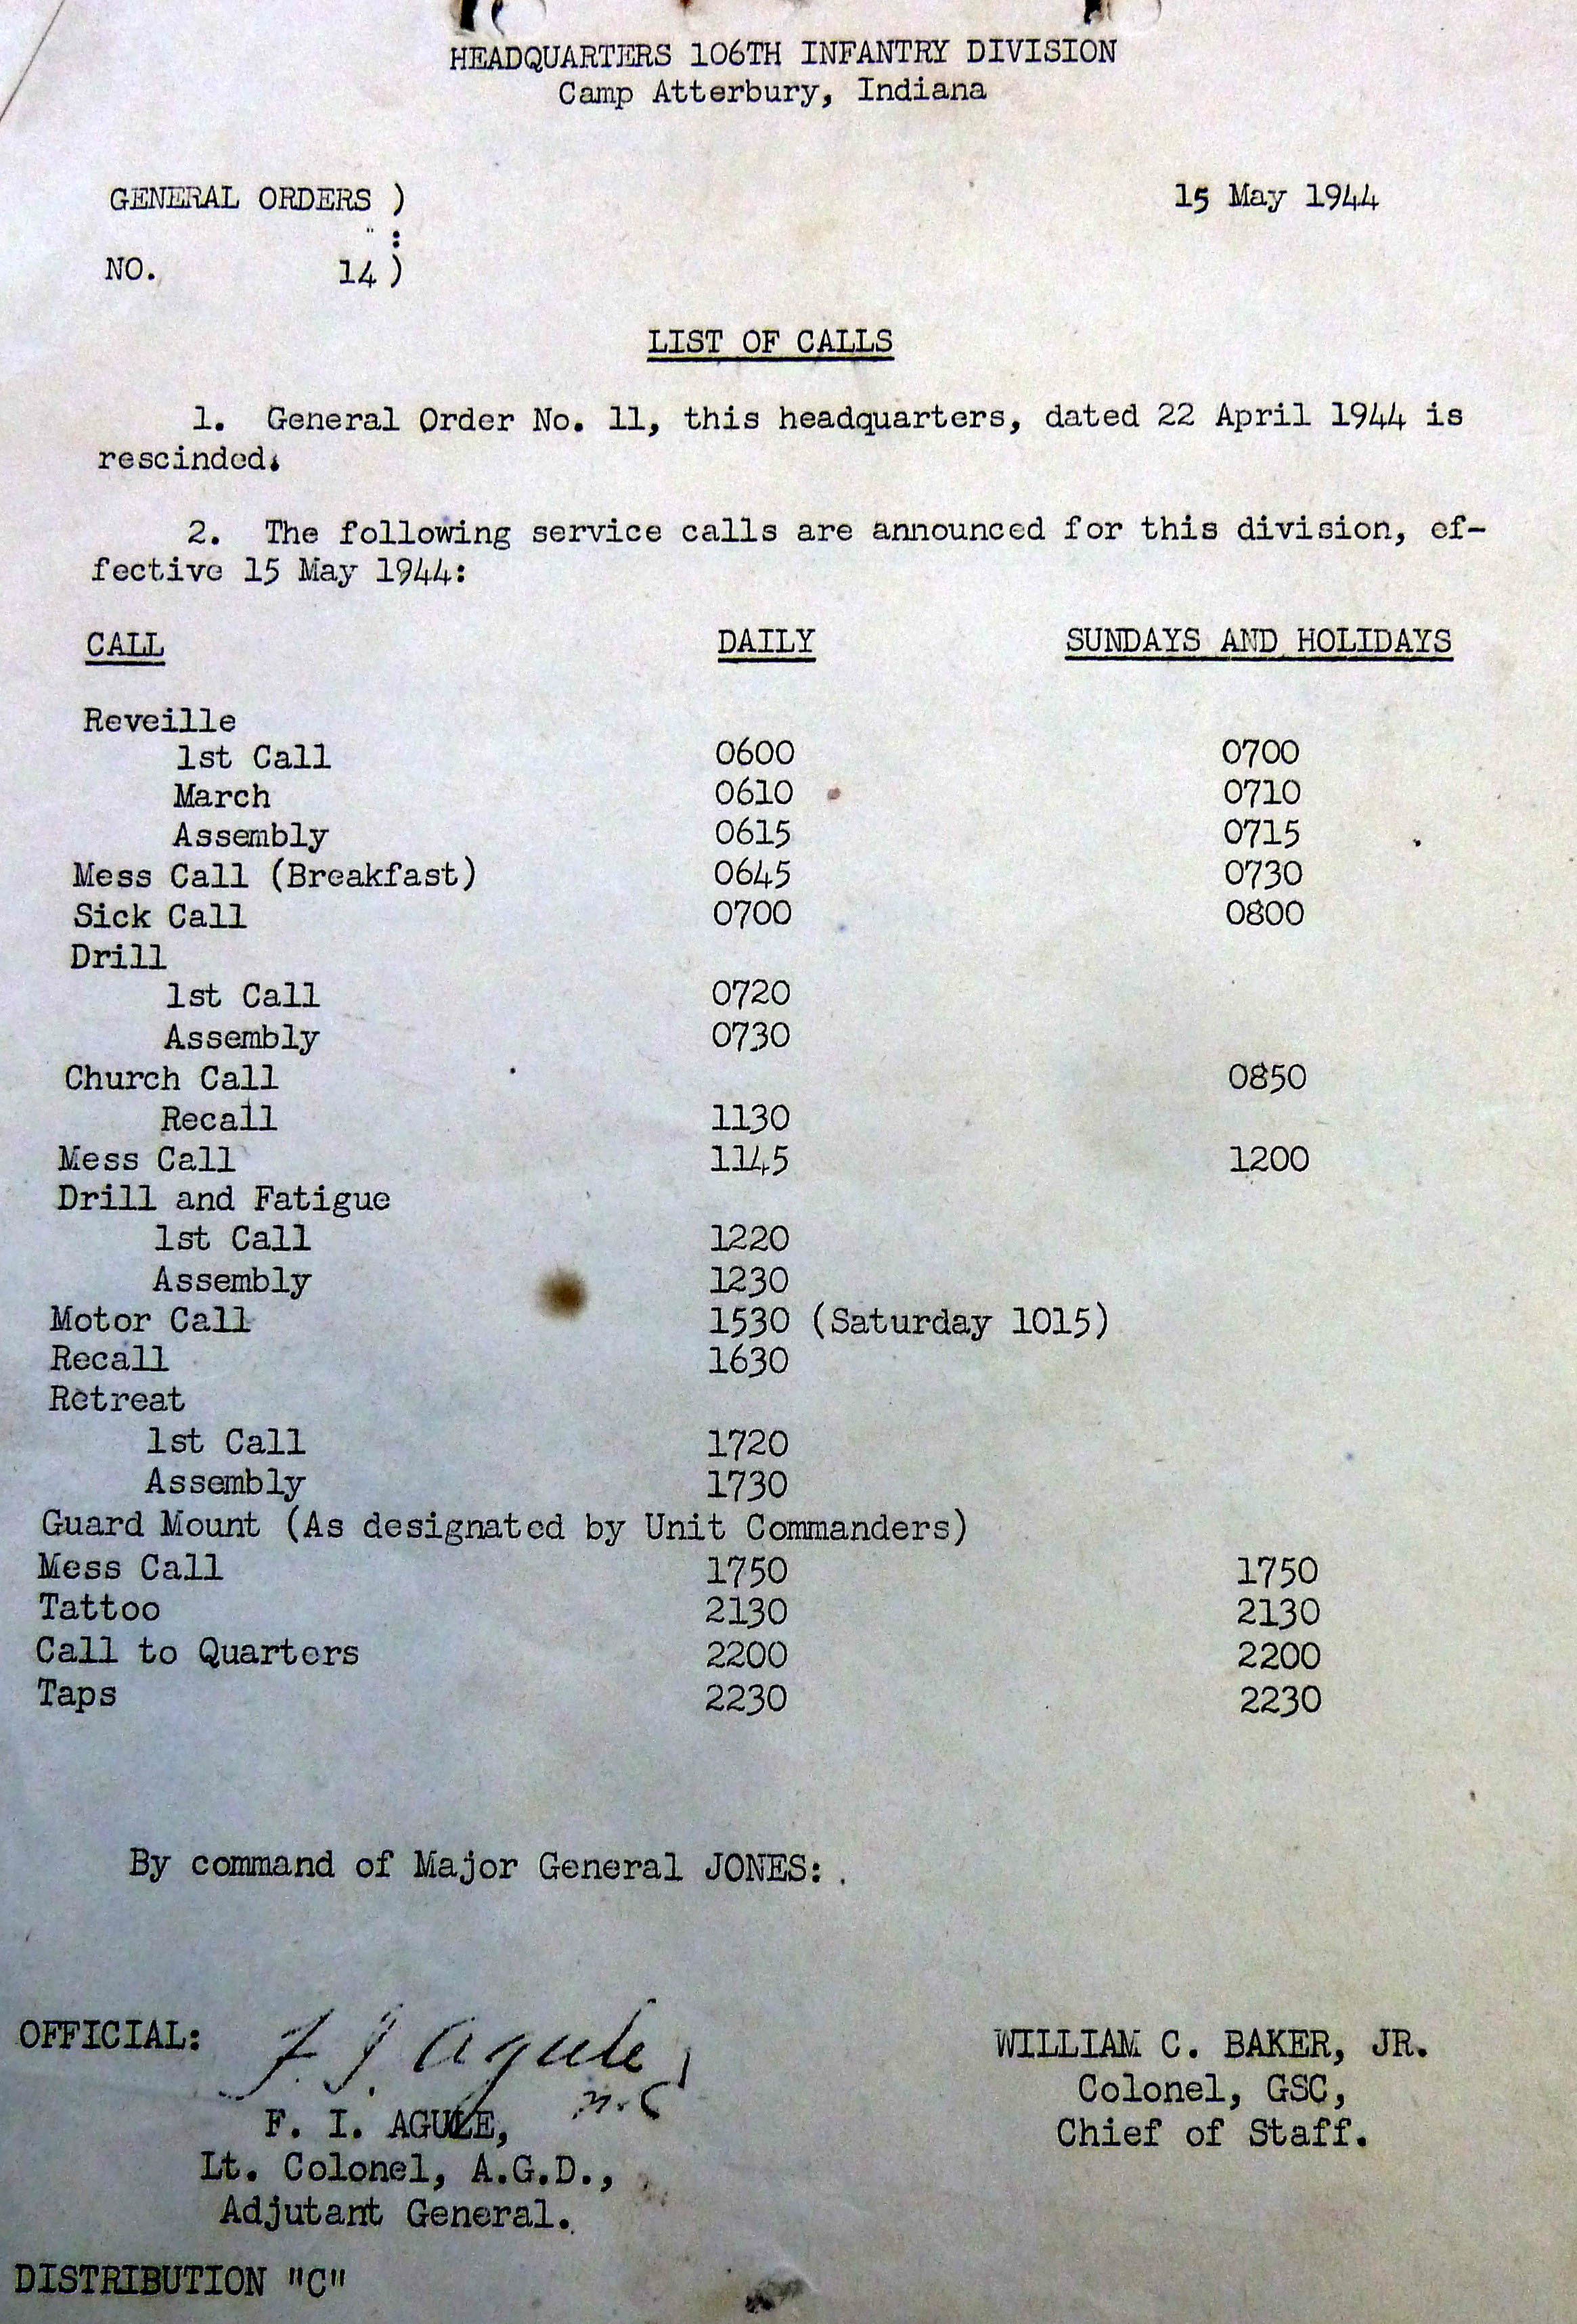 HEADQUARTERS 106TH INFANTRY DIVISION
Camp Atterbury, Indiana
GENERAL ORDERS ) 15 May 1944
:
NO. 14 )
LIST OF CALLS
1. General Order No. 11, this headquarters, dated 22 April 1944 is
rescinded.
2. The following service calls are announced for this division, ef-
fective 15 May 1944:
CALL DAILY SUNDAYS AND HOLIDAYS
Reveille
1st Call 0600 0700
March 0610 0710
Assembly 0615 0715
Mess Call (Breakfast) 0645 0730
Sick Call 0700 0800
Drill
1st Call 0720
Assembly 0730
Church Call 0850
Recall 1130
Mess Call 1145 1200
Drill and Fatigue
1st Call 1220
Assembly 1230
Motor Call 1530 (Saturday 1015)
Recall 1630
Retreat
1st Call 1720
Assembly 1730
Guard Mount (As designated by Unit Commanders)
Mess Call 1750 1750
Tattoo 2130 2130
Call to Quarters 2200 2200
Taps 2230 2230
By command of Major General JONES:
OFFICIAL: F. I. Agule WILLIAM C. BAKER, JR.
Colonel, GSC,
F. I. AGULE, Chief of Staff.
Lt. Colonel, A.G.D.,
Adjutant General.
DISTRIBUTION "C"